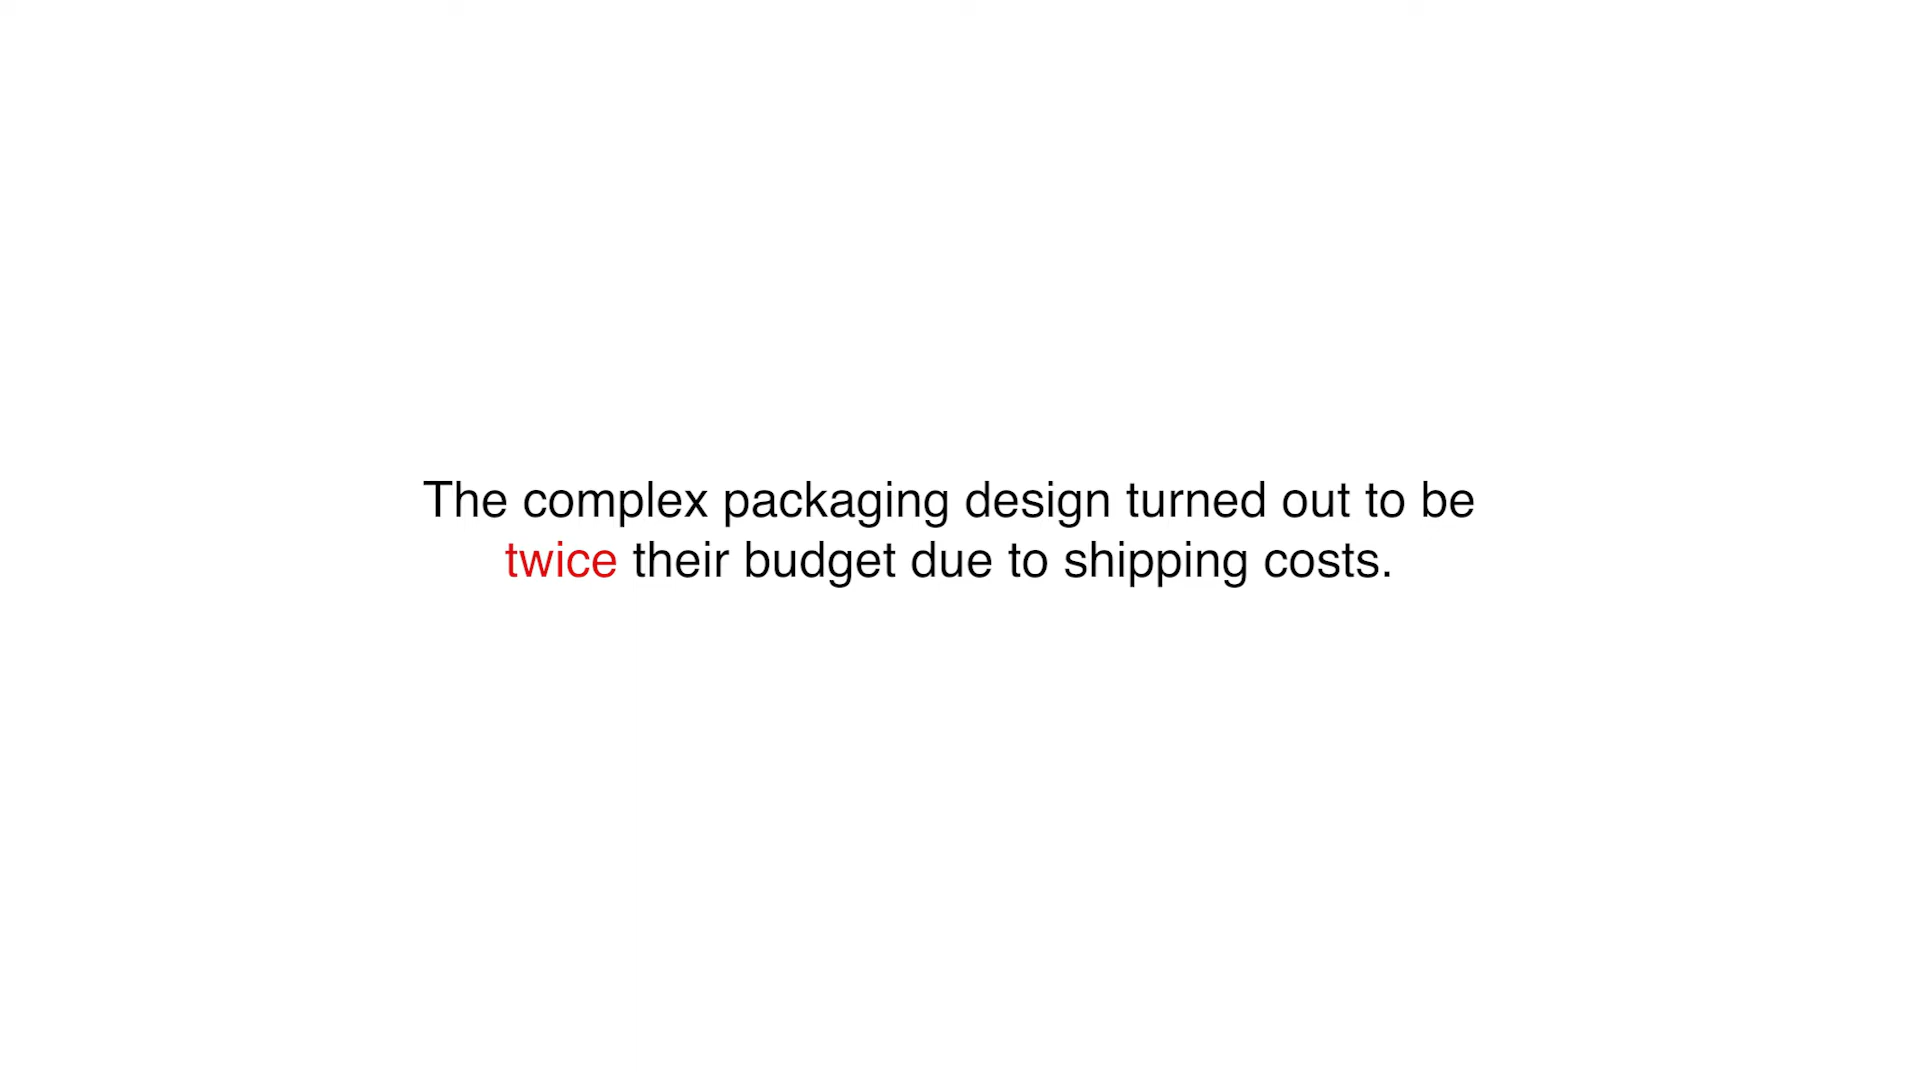 The complex packaging design turned out to be
twice their budget due to shipping costs.